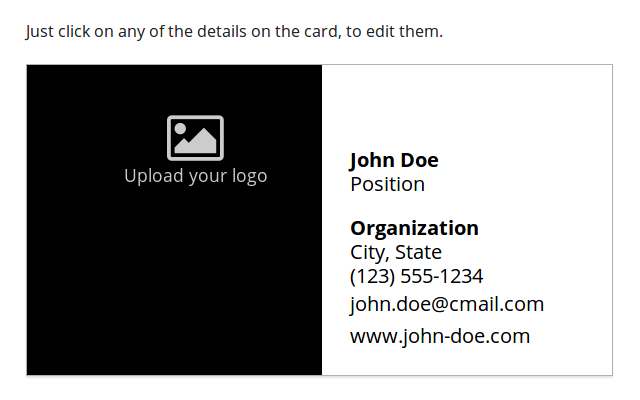 Just click on any of the details on the card, to edit them.
Upload your logo
John Doe
Position
Organization
City, State
(123) 555-1234
john.doe@cmail.com
www.john-doe.com